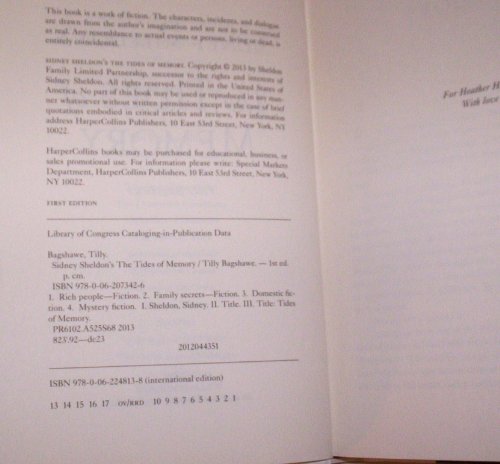 This book is a work of fiction. The characters, incidents, and dialogue
are drawn from the author's imagination and are not to be construed
as real. Any resemblance to actual events or persons, living or dead, is
entirely coincidental.
SIDNEY SHELDON'S THE TIDES OF MEMORY. Copyright © 2013 by Sheldon
Family Limited Partnership, successor to the rights and interests of
Sidney Sheldon. All rights reserved. Printed in the United States of
America. No part of this book may be used or reproduced in any man-
ner whatsoever without written permission except in the case of brief
quotations embodied in critical articles and reviews. For information
address HarperCollins Publishers, 10 East 53rd Street, New York, NY
10022.
HarperCollins books may be purchased for educational, business, or
sales promotional use. For information please write: Special Markets
Department, HarperCollins Publishers, 10 East 53rd Street, New York,
NY 10022.
FIRST EDITION
Library of Congress Cataloging-in-Publication Data
Bagshawe, Tilly.
Sidney Sheldon's The Tides of Memory / Tilly Bagshawe. — 1st ed.
p. cm.
ISBN 978-0-06-207342-6
1. Rich people—Fiction. 2. Family secrets—Fiction. 3. Domestic fic-
tion. 4. Mystery fiction. I. Sheldon, Sidney. II. Title. III. Title: Tides
of Memory.
PR6102.A525S68 2013
823'.92—dc23
2012044351
ISBN 978-0-06-224813-8 (international edition)
13 14 15 16 17 OV/RRD 10 9 8 7 6 5 4 3 2 1
For Heather H
With love